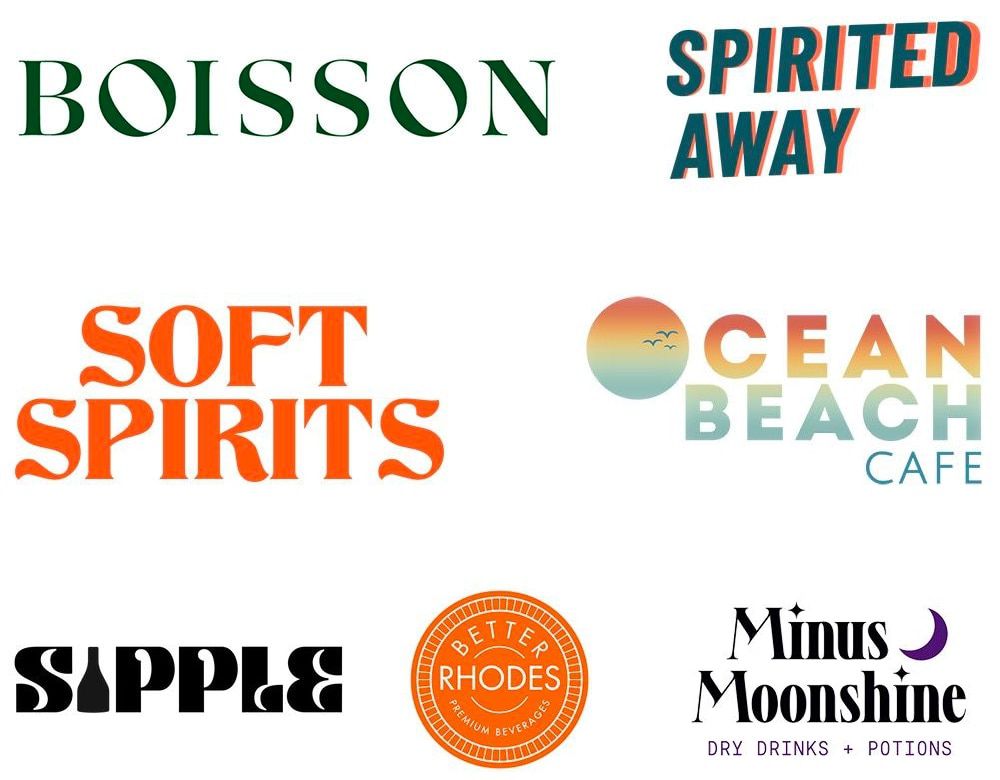 BOISSON
SPIRITED
AWAY
SOFT
SPIRITS
OCEAN
BEACH
CAFE
SIPPLE
BETTER
RHODES
PREMIUM BEVERAGES
Minus
Moonshine
DRY DRINKS + POTIONS